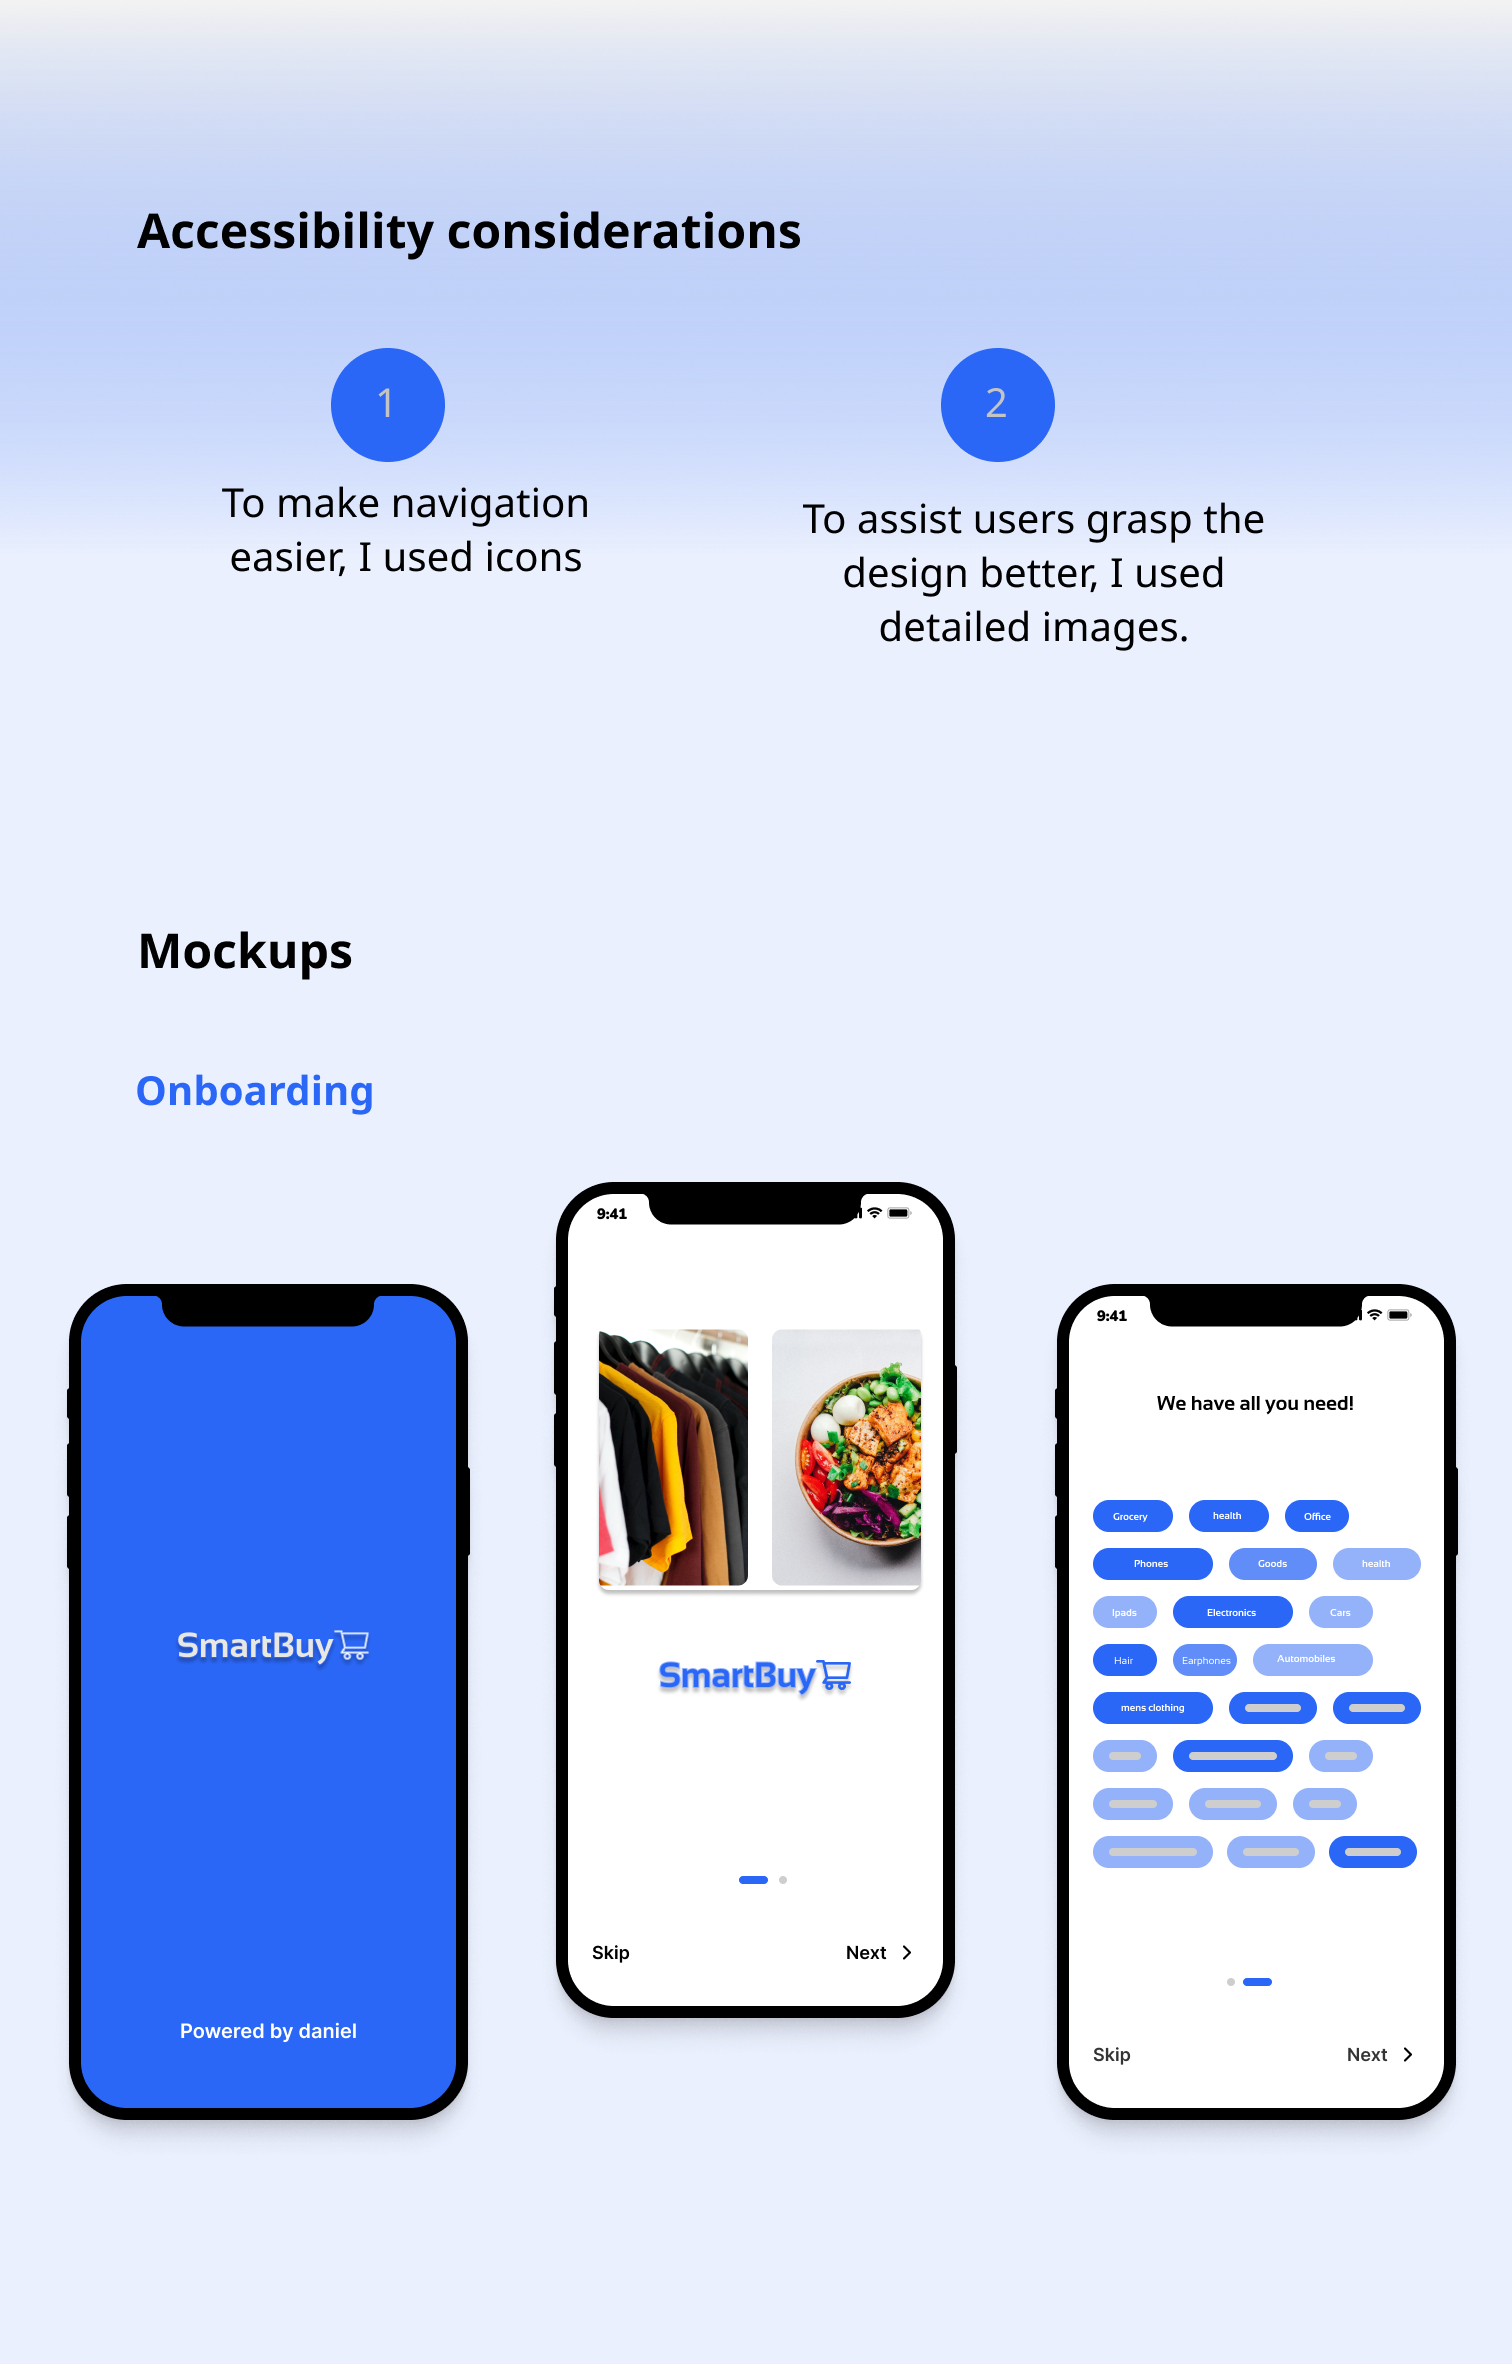 Accessibility considerations
1
To make navigation
easier, I used icons
2
To assist users grasp the
design better, I used
detailed images.
Mockups
Onboarding
SmartBuy
Powered by daniel
9:41
SmartBuy
Skip
Next
9:41
We have all you need!
Grocery health Office
Phones Goods health
Ipads Electronics Cars
Hair Earphones Automobiles
mens clothing
Skip
Next